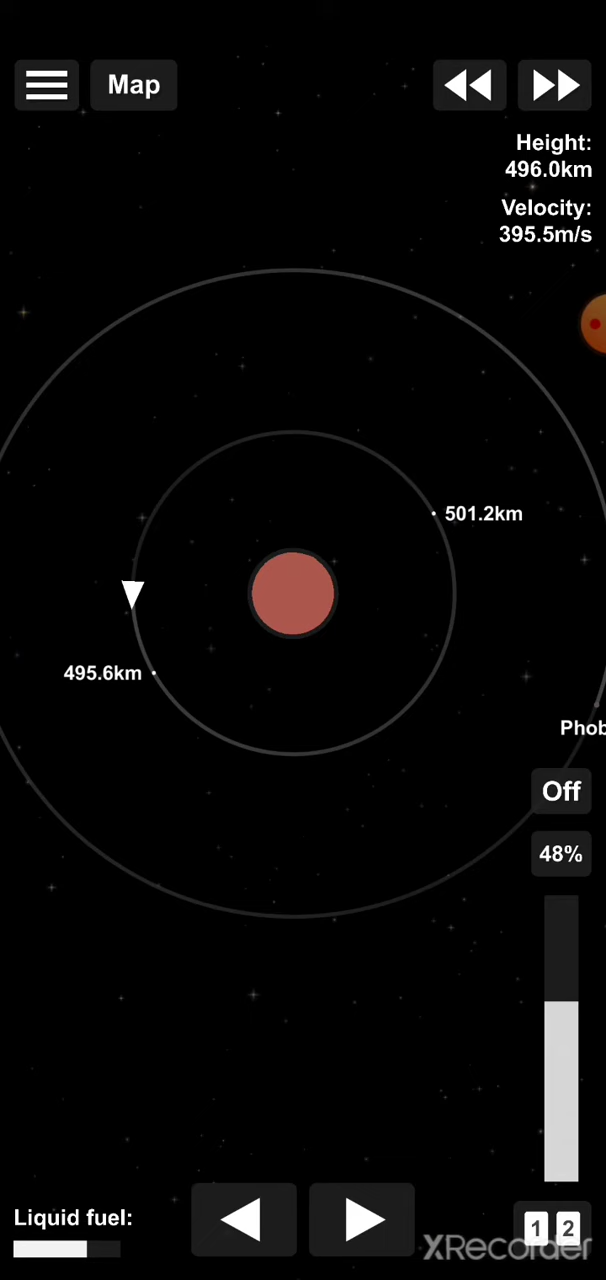 Map
Height:
496.0km
Velocity:
395.5m/s
501.2km
495.6km
Phob
Off
48%
Liquid fuel:
1 2
XRecorder